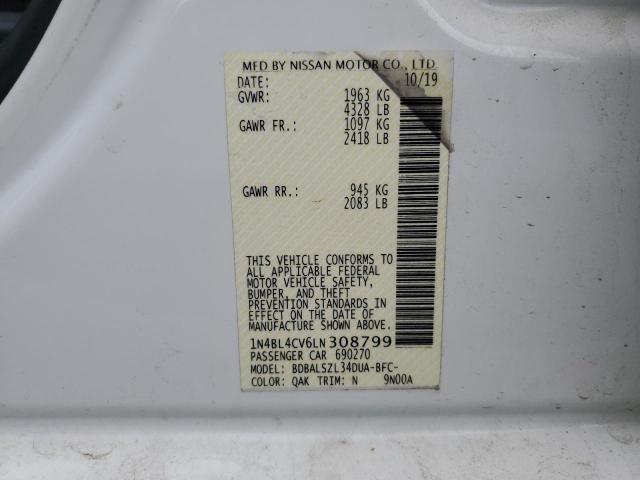 MFD BY NISSAN MOTOR CO., LTD.
DATE: 10/19
GVWR: 1963 KG
4328 LB
GAWR FR.: 1097 KG
2418 LB
GAWR RR.: 945 KG
2083 LB
THIS VEHICLE CONFORMS TO
ALL APPLICABLE FEDERAL
MOTOR VEHICLE SAFETY,
BUMPER, AND THEFT
PREVENTION STANDARDS IN
EFFECT ON THE DATE OF
MANUFACTURE SHOWN ABOVE.
1N4BL4CV6LN308799
PASSENGER CAR 690270
MODEL: BDBALSZL34DUA-BFC-
COLOR: QAK TRIM: N 9N00A